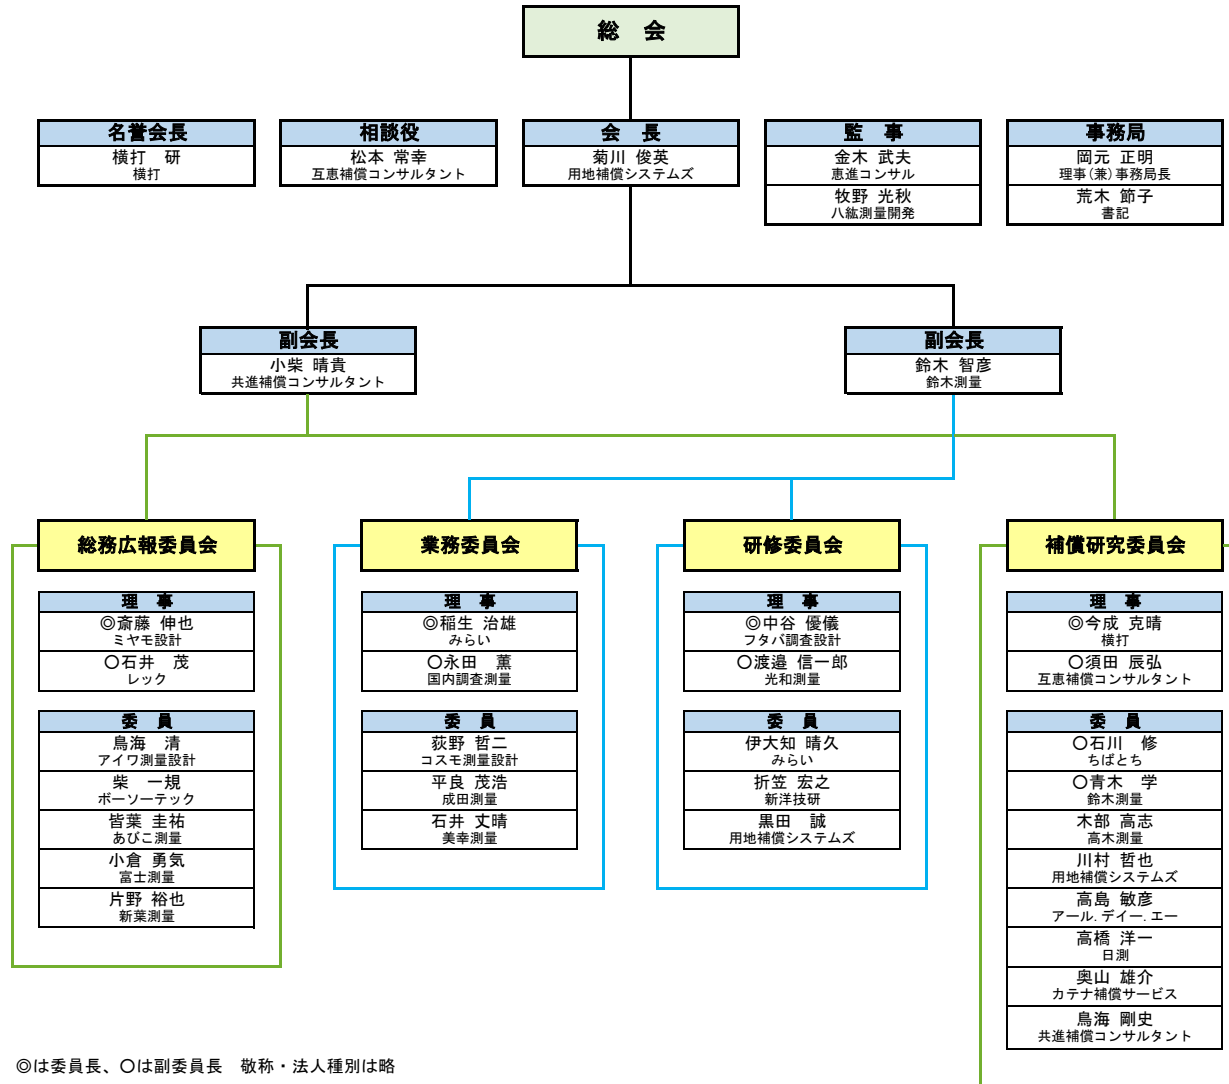 総　会
名誉会長
横打　研
横打
相談役
松本 常幸
互恵補償コンサルタント
会　長
菊川 俊英
用地補償システムズ
監　事
金木 武夫
恵進コンサル
牧野 光秋
八紘測量開発
事務局
岡元 正明
理事(兼)事務局長
荒木 節子
書記
副会長
小柴 晴貴
共進補償コンサルタント
副会長
鈴木 智彦
鈴木測量
総務広報委員会
理　事
◎斎藤 伸也
ミヤモ設計
〇石井　茂
レック
委　員
鳥海　清
アイワ測量設計
柴　一規
ボーソーテック
皆葉 圭祐
あびこ測量
小倉 勇気
富士測量
片野 裕也
新葉測量
業務委員会
理　事
◎稲生 治雄
みらい
〇永田　薫
国内調査測量
委　員
荻野 哲二
コスモ測量設計
平良 茂浩
成田測量
石井 丈晴
美幸測量
研修委員会
理　事
◎中谷 優儀
フタバ調査設計
〇渡邉 信一郎
光和測量
委　員
伊大知 晴久
みらい
折笠 宏之
新洋技研
黒田　誠
用地補償システムズ
補償研究委員会
理　事
◎今成 克晴
横打
〇須田 辰弘
互恵補償コンサルタント
委　員
〇石川　修
ちばとち
〇青木　学
鈴木測量
木部 高志
高木測量
川村 哲也
用地補償システムズ
高島 敏彦
アール.デイー.エー
高橋 洋一
日測
奥山 雄介
カテナ補償サービス
鳥海 剛史
共進補償コンサルタント
◎は委員長、〇は副委員長　敬称・法人種別は略